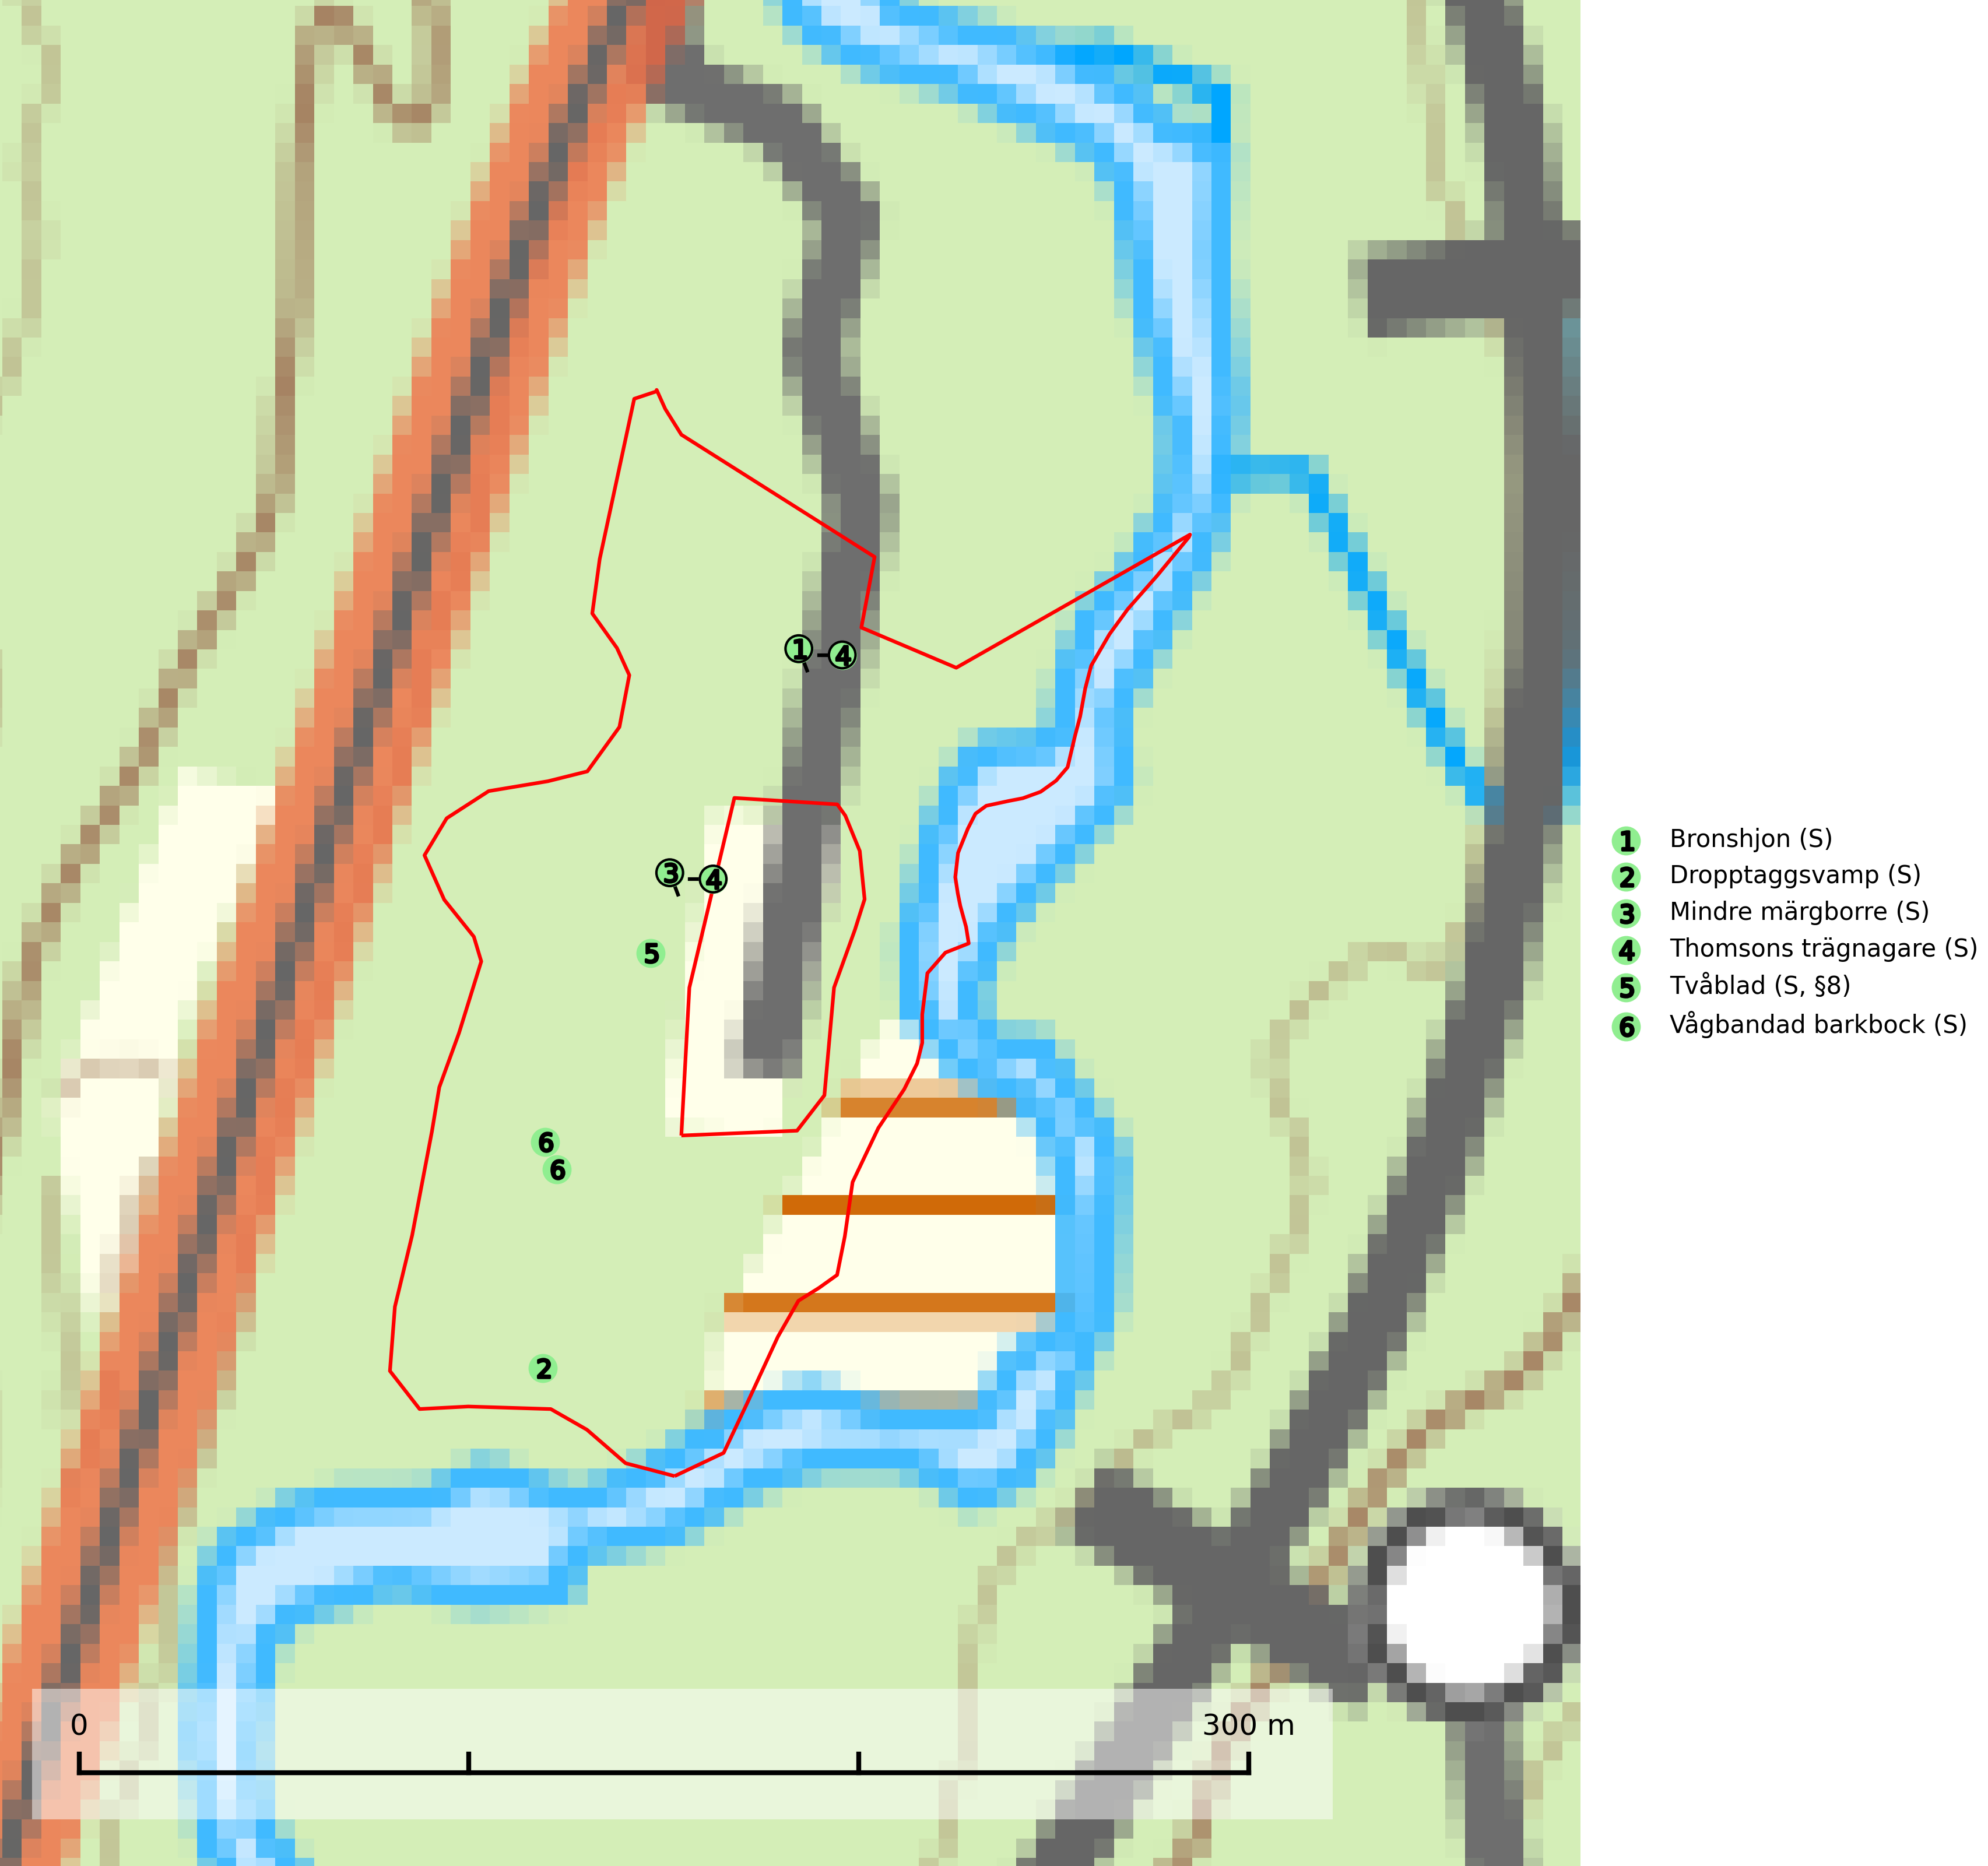 1 4
3 4
5
6
6
2
0 300 m
1 Bronshjon (S)
2 Dropptaggsvamp (S)
3 Mindre märgborre (S)
4 Thomsons trägnagare (S)
5 Tvåblad (S, §8)
6 Vågbandad barkbock (S)